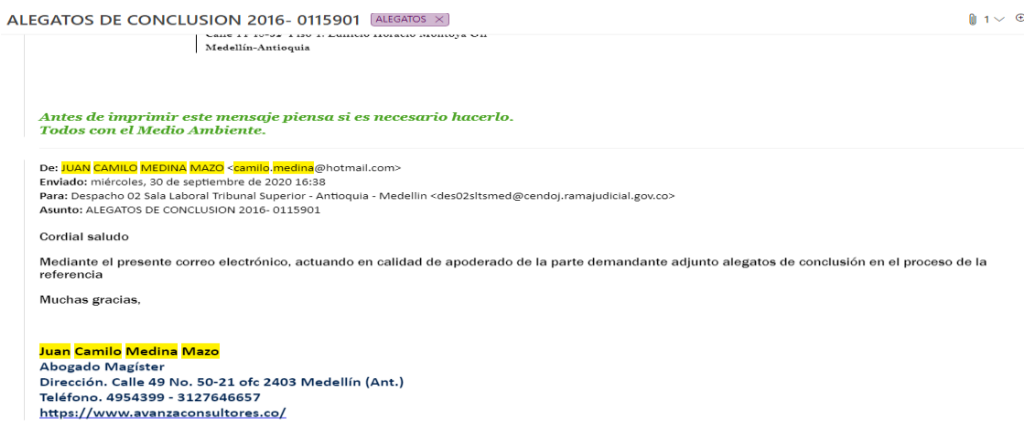 ALEGATOS DE CONCLUSION 2016- 0115901 ALEGATOS ×
1
Medellín-Antioquia
Antes de imprimir este mensaje piensa si es necesario hacerlo.
Todos con el Medio Ambiente.
De: JUAN CAMILO MEDINA MAZO <camilo.medina@hotmail.com>
Enviado: miércoles, 30 de septiembre de 2020 16:38
Para: Despacho 02 Sala Laboral Tribunal Superior - Antioquia - Medellin <des02sltsmed@cendoj.ramajudicial.gov.co>
Asunto: ALEGATOS DE CONCLUSION 2016- 0115901
Cordial saludo
Mediante el presente correo electrónico, actuando en calidad de apoderado de la parte demandante adjunto alegatos de conclusión en el proceso de la
referencia
Muchas gracias,
Juan Camilo Medina Mazo
Abogado Magíster
Dirección. Calle 49 No. 50-21 ofc 2403 Medellín (Ant.)
Teléfono. 4954399 - 3127646657
https://www.avanzaconsultores.co/